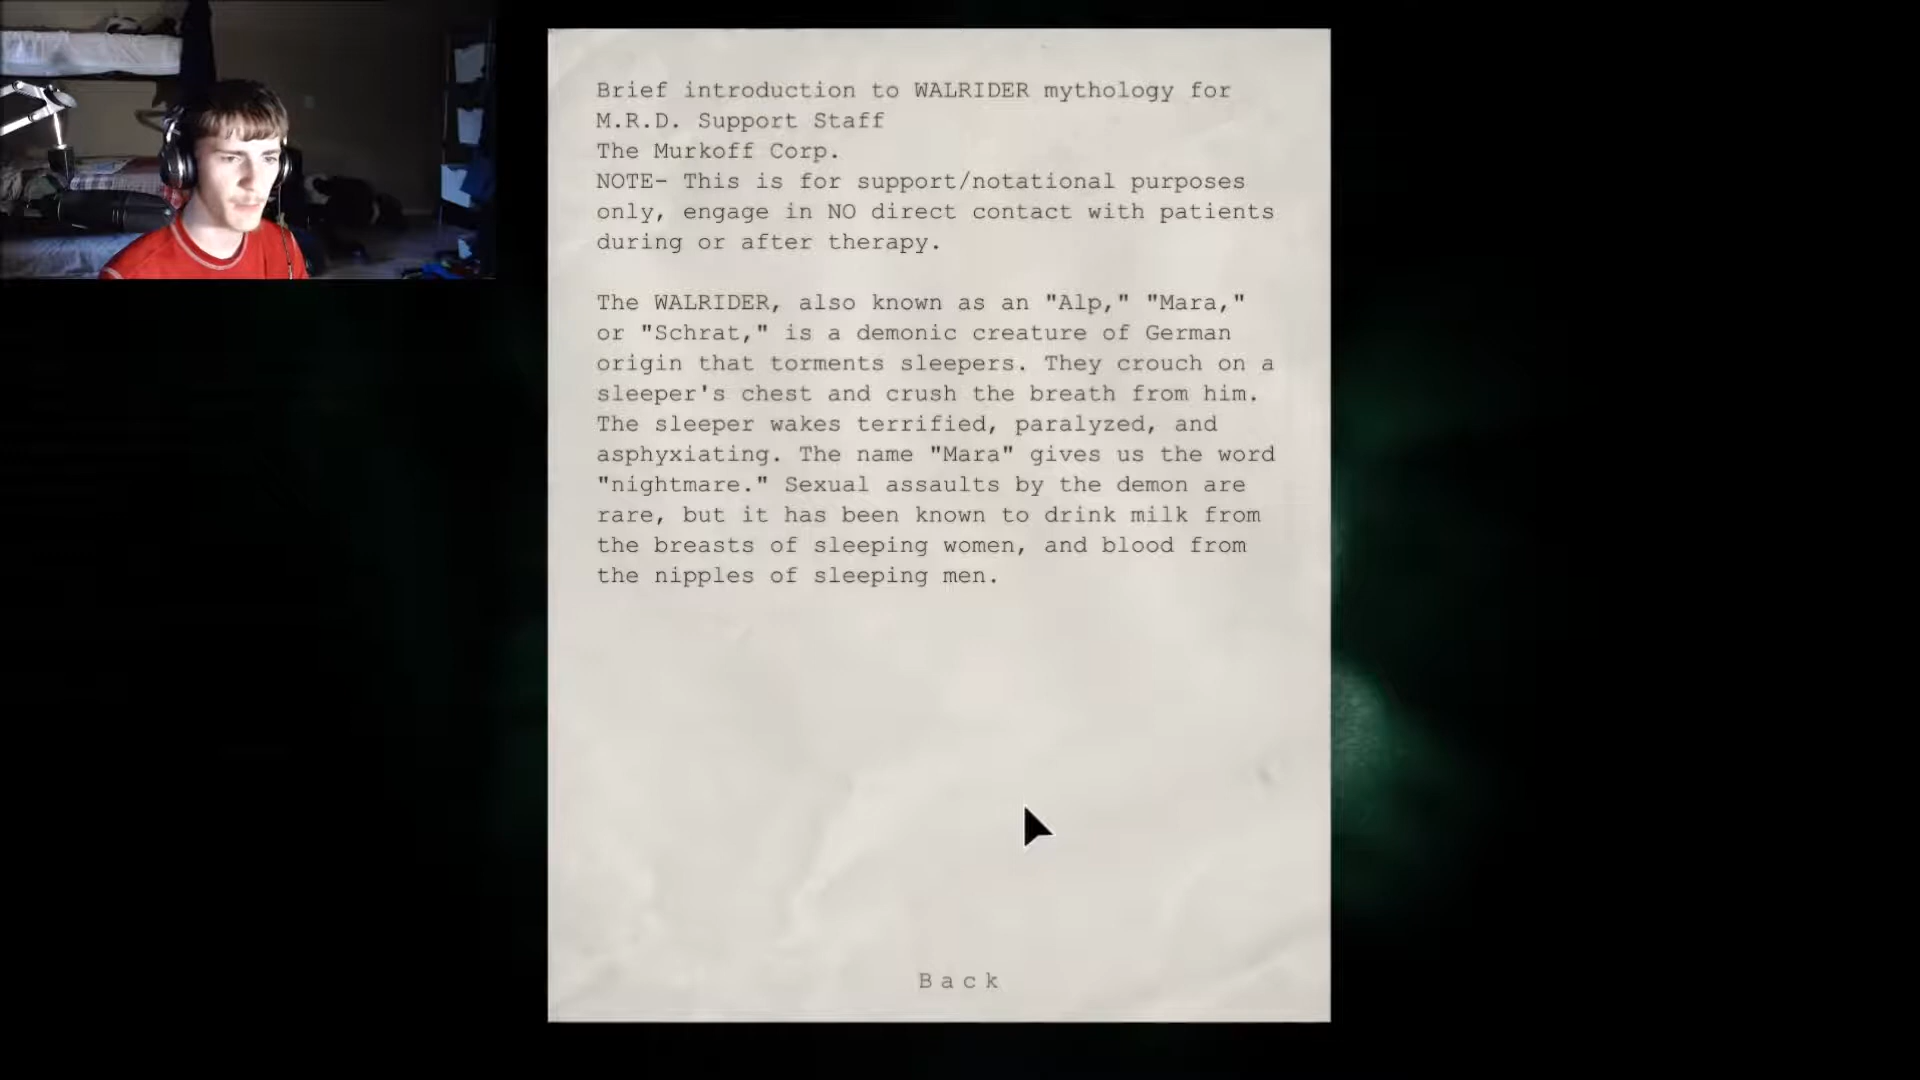 Brief introduction to WALRIDER mythology for
M.R.D. Support Staff
The Murkoff Corp.
NOTE- This is for support/notational purposes
only, engage in NO direct contact with patients
during or after therapy.
The WALRIDER, also known as an "Alp," "Mara,"
or "Schrat," is a demonic creature of German
origin that torments sleepers. They crouch on a
sleeper's chest and crush the breath from him.
The sleeper wakes terrified, paralyzed, and
asphyxiating. The name "Mara" gives us the word
"nightmare." Sexual assaults by the demon are
rare, but it has been known to drink milk from
the breasts of sleeping women, and blood from
the nipples of sleeping men.
Back